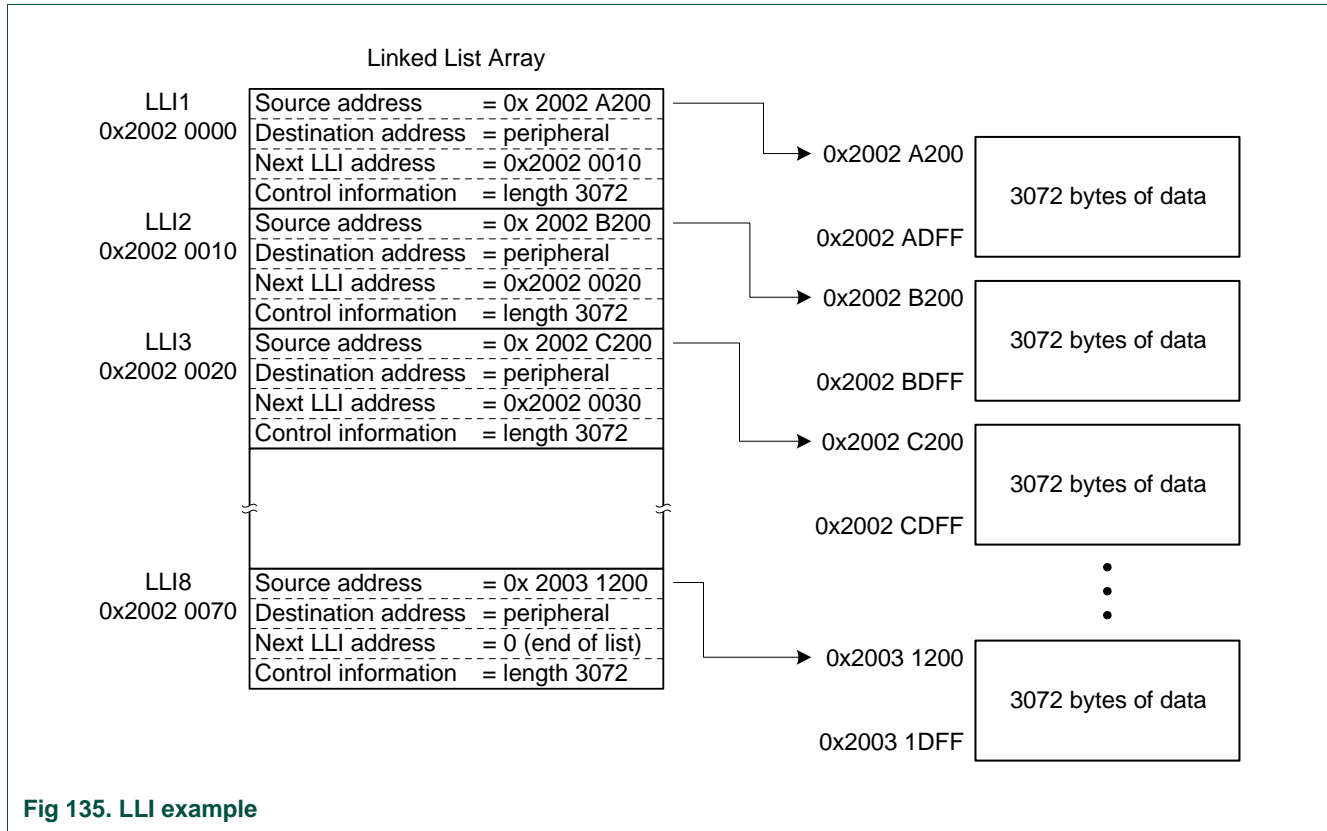 Linked List Array
LLI1
0x2002 0000
Source address = 0x 2002 A200
Destination address = peripheral
Next LLI address = 0x2002 0010
Control information = length 3072
LLI2
0x2002 0010
Source address = 0x 2002 B200
Destination address = peripheral
Next LLI address = 0x2002 0020
Control information = length 3072
LLI3
0x2002 0020
Source address = 0x 2002 C200
Destination address = peripheral
Next LLI address = 0x2002 0030
Control information = length 3072
LLI8
0x2002 0070
Source address = 0x 2003 1200
Destination address = peripheral
Next LLI address = 0 (end of list)
Control information = length 3072
0x2002 A200
3072 bytes of data
0x2002 ADFF
0x2002 B200
3072 bytes of data
0x2002 BDFF
0x2002 C200
3072 bytes of data
0x2002 CDFF
0x2003 1200
3072 bytes of data
0x2003 1DFF
Fig 135. LLI example